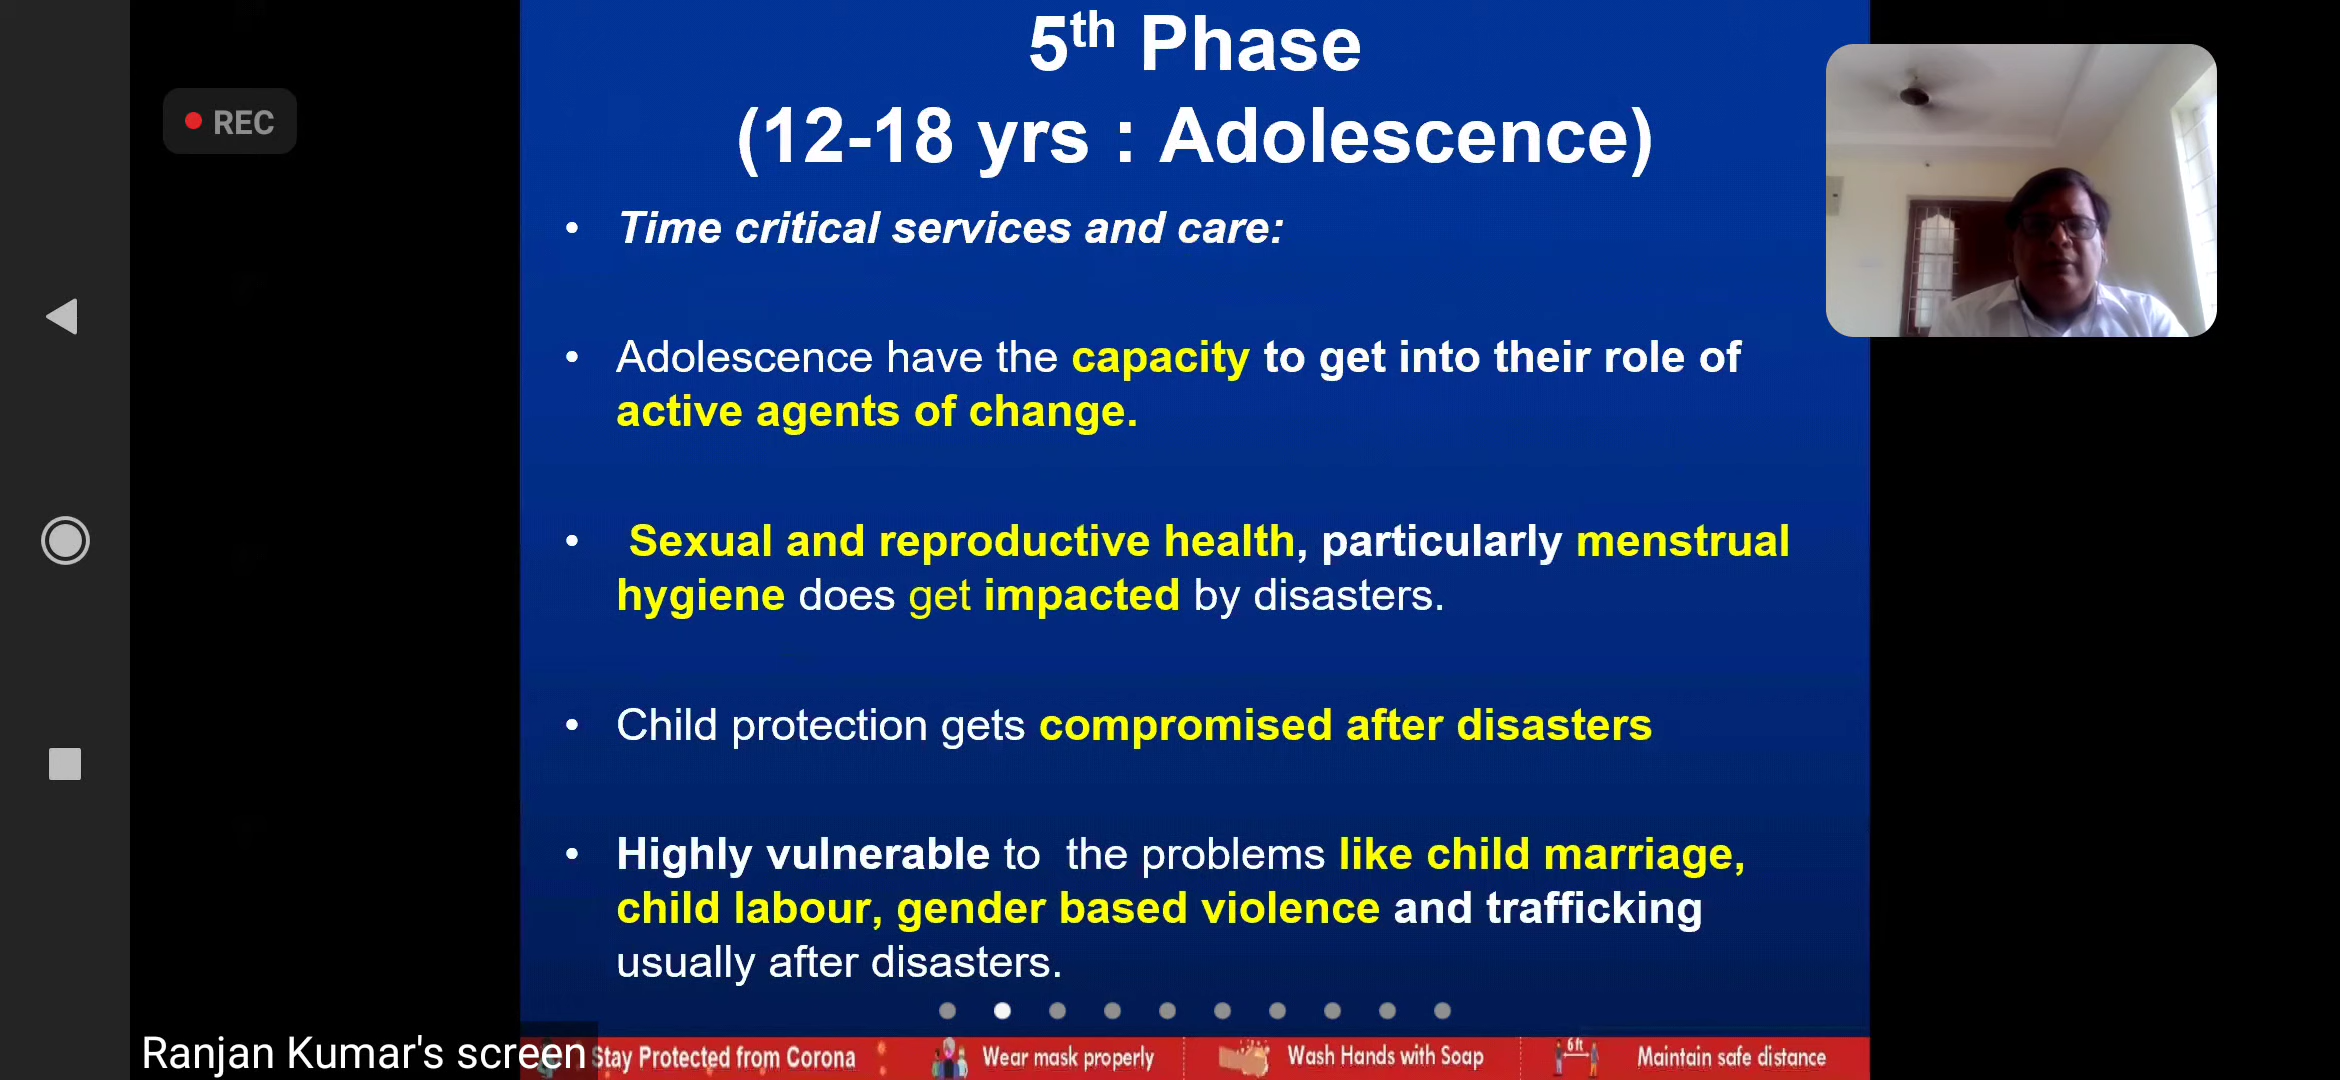 5th Phase
(12-18 yrs : Adolescence)
REC
• Time critical services and care:
• Adolescence have the capacity to get into their role of
active agents of change.
• Sexual and reproductive health, particularly menstrual
hygiene does get impacted by disasters.
• Child protection gets compromised after disasters
• Highly vulnerable to the problems like child marriage,
child labour, gender based violence and trafficking
usually after disasters.
Ranjan Kumar's screen
Stay Protected from Corona
Wear mask properly
Wash Hands with Soap
6 ft
Maintain safe distance